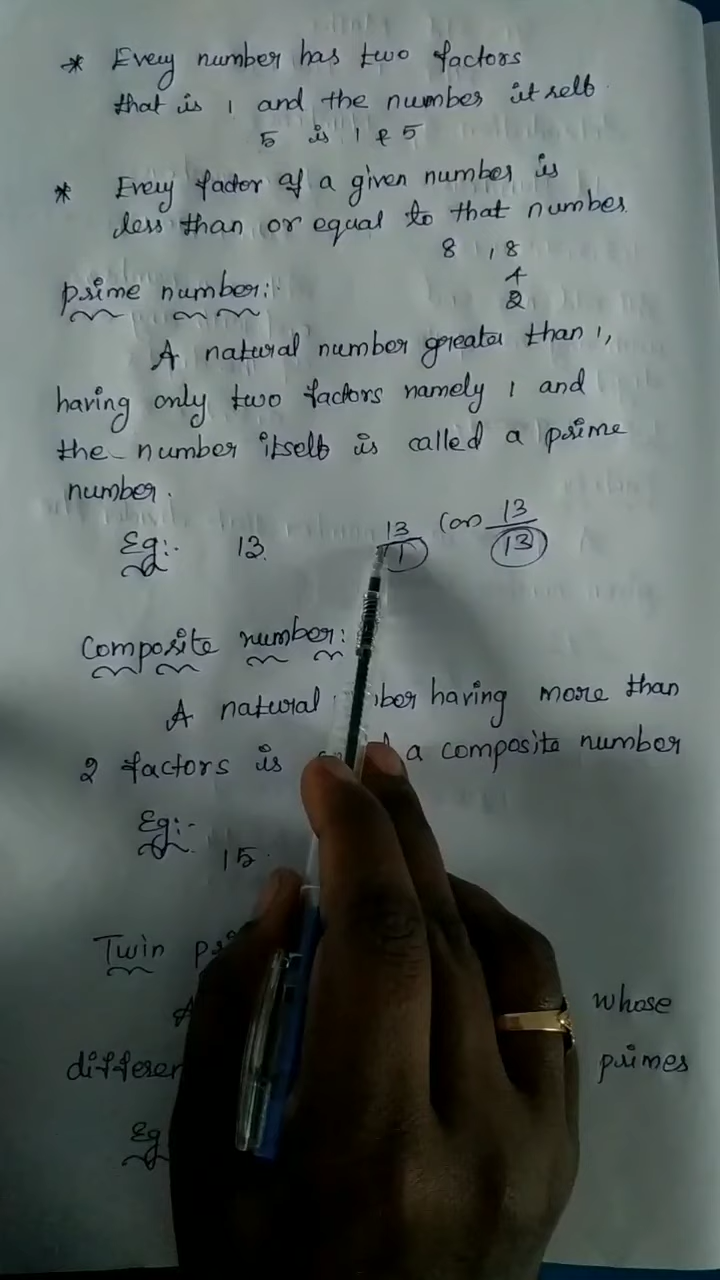 * Every number has two factors
that is 1 and the number itself.
5 is 1 & 5
* Every factor of a given number is
less than or equal to that number.
8 1, 8
4
2
Prime number:-
A natural number greater than 1,
having only two factors namely 1 and
the number itself is called a prime
number.
Eg:- 13. 13/1 (or) 13/13
Composite number:
A natural having more than
2 factors is a composite number
Eg:-
15.
Twin
whose
primes
Eg